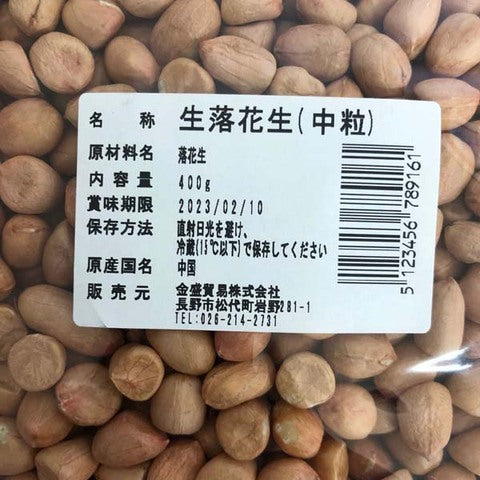 名称 生落花生(中粒)
原材料名 落花生
内容量 400g
賞味期限 2023/02/10
保存方法 直射日光を避け、
冷蔵(15℃以下)で保存してください
原産国名 中国
販売元 金盛貿易株式会社
長野市松代町岩野281-1
TEL:026-214-2731
5 123456 789161